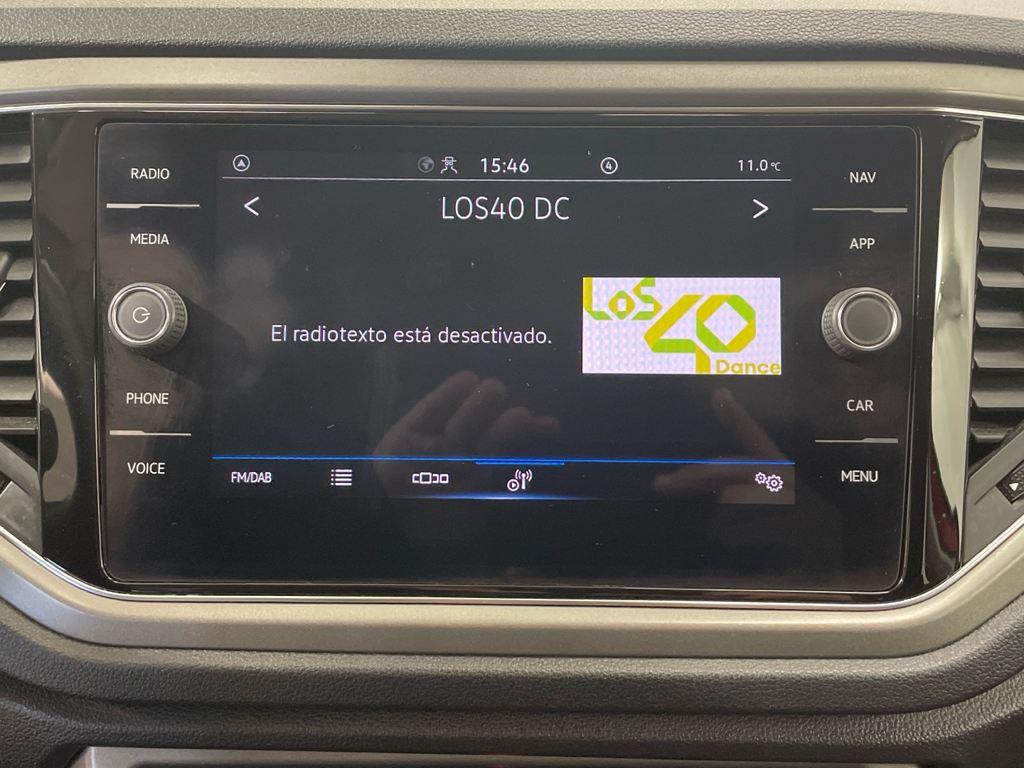 RADIO
MEDIA
PHONE
VOICE
15:46
4
11.0°C
< LOS40 DC >
El radiotexto está desactivado.
LoS
40
Dance
FM/DAB
NAV
APP
CAR
MENU